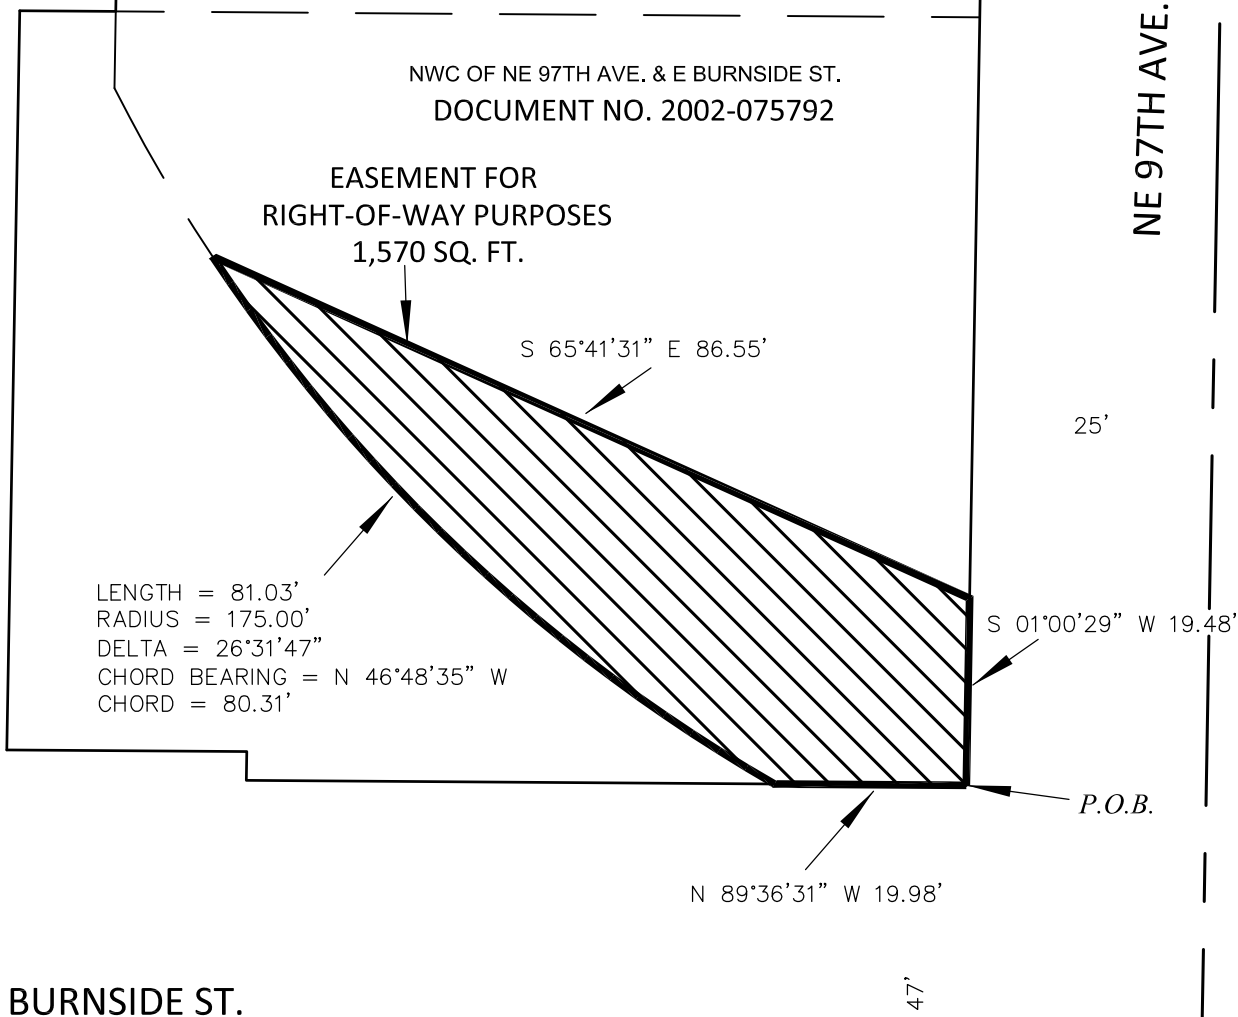 NWC OF NE 97TH AVE. & E BURNSIDE ST.
DOCUMENT NO. 2002-075792
NE 97TH AVE.
EASEMENT FOR
RIGHT-OF-WAY PURPOSES
1,570 SQ. FT.
S 65°41'31" E 86.55'
25'
LENGTH = 81.03'
RADIUS = 175.00'
DELTA = 26°31'47"
CHORD BEARING = N 46°48'35" W
CHORD = 80.31'
S 01°00'29" W 19.48'
P.O.B.
N 89°36'31" W 19.98'
47'
BURNSIDE ST.